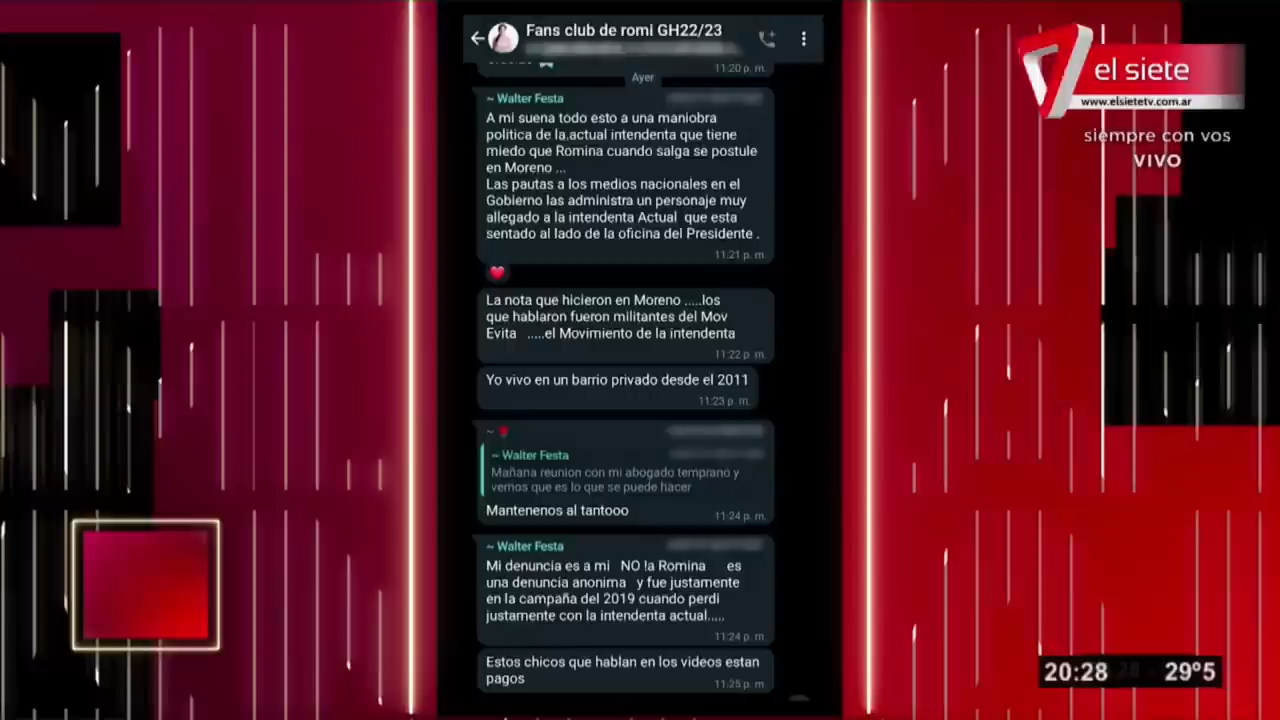 Fans club de romi GH22/23
11:20 p. m.
Ayer
~ Walter Festa
A mi suena todo esto a una maniobra
politica de la.actual intendenta que tiene
miedo que Romina cuando salga se postule
en Moreno ...
Las pautas a los medios nacionales en el
Gobierno las administra un personaje muy
allegado a la intendenta Actual que esta
sentado al lado de la oficina del Presidente .
11:21 p. m.
La nota que hicieron en Moreno .....los
que hablaron fueron militantes del Mov
Evita .....el Movimiento de la intendenta
11:22 p. m.
Yo vivo en un barrio privado desde el 2011
11:23 p. m.
~
~ Walter Festa
Mañana reunion con mi abogado temprano y
vemos que es lo que se puede hacer
Mantenenos al tantooo
11:24 p. m.
~ Walter Festa
Mi denuncia es a mi NO !a Romina es
una denuncia anonima y fue justamente
en la campaña del 2019 cuando perdi
justamente con la intendenta actual.....
11:24 p. m.
Estos chicos que hablan en los videos estan
pagos
11:25 p. m.
el siete
www.elsietetv.com.ar
siempre con vos
VIVO
20:28 29°5